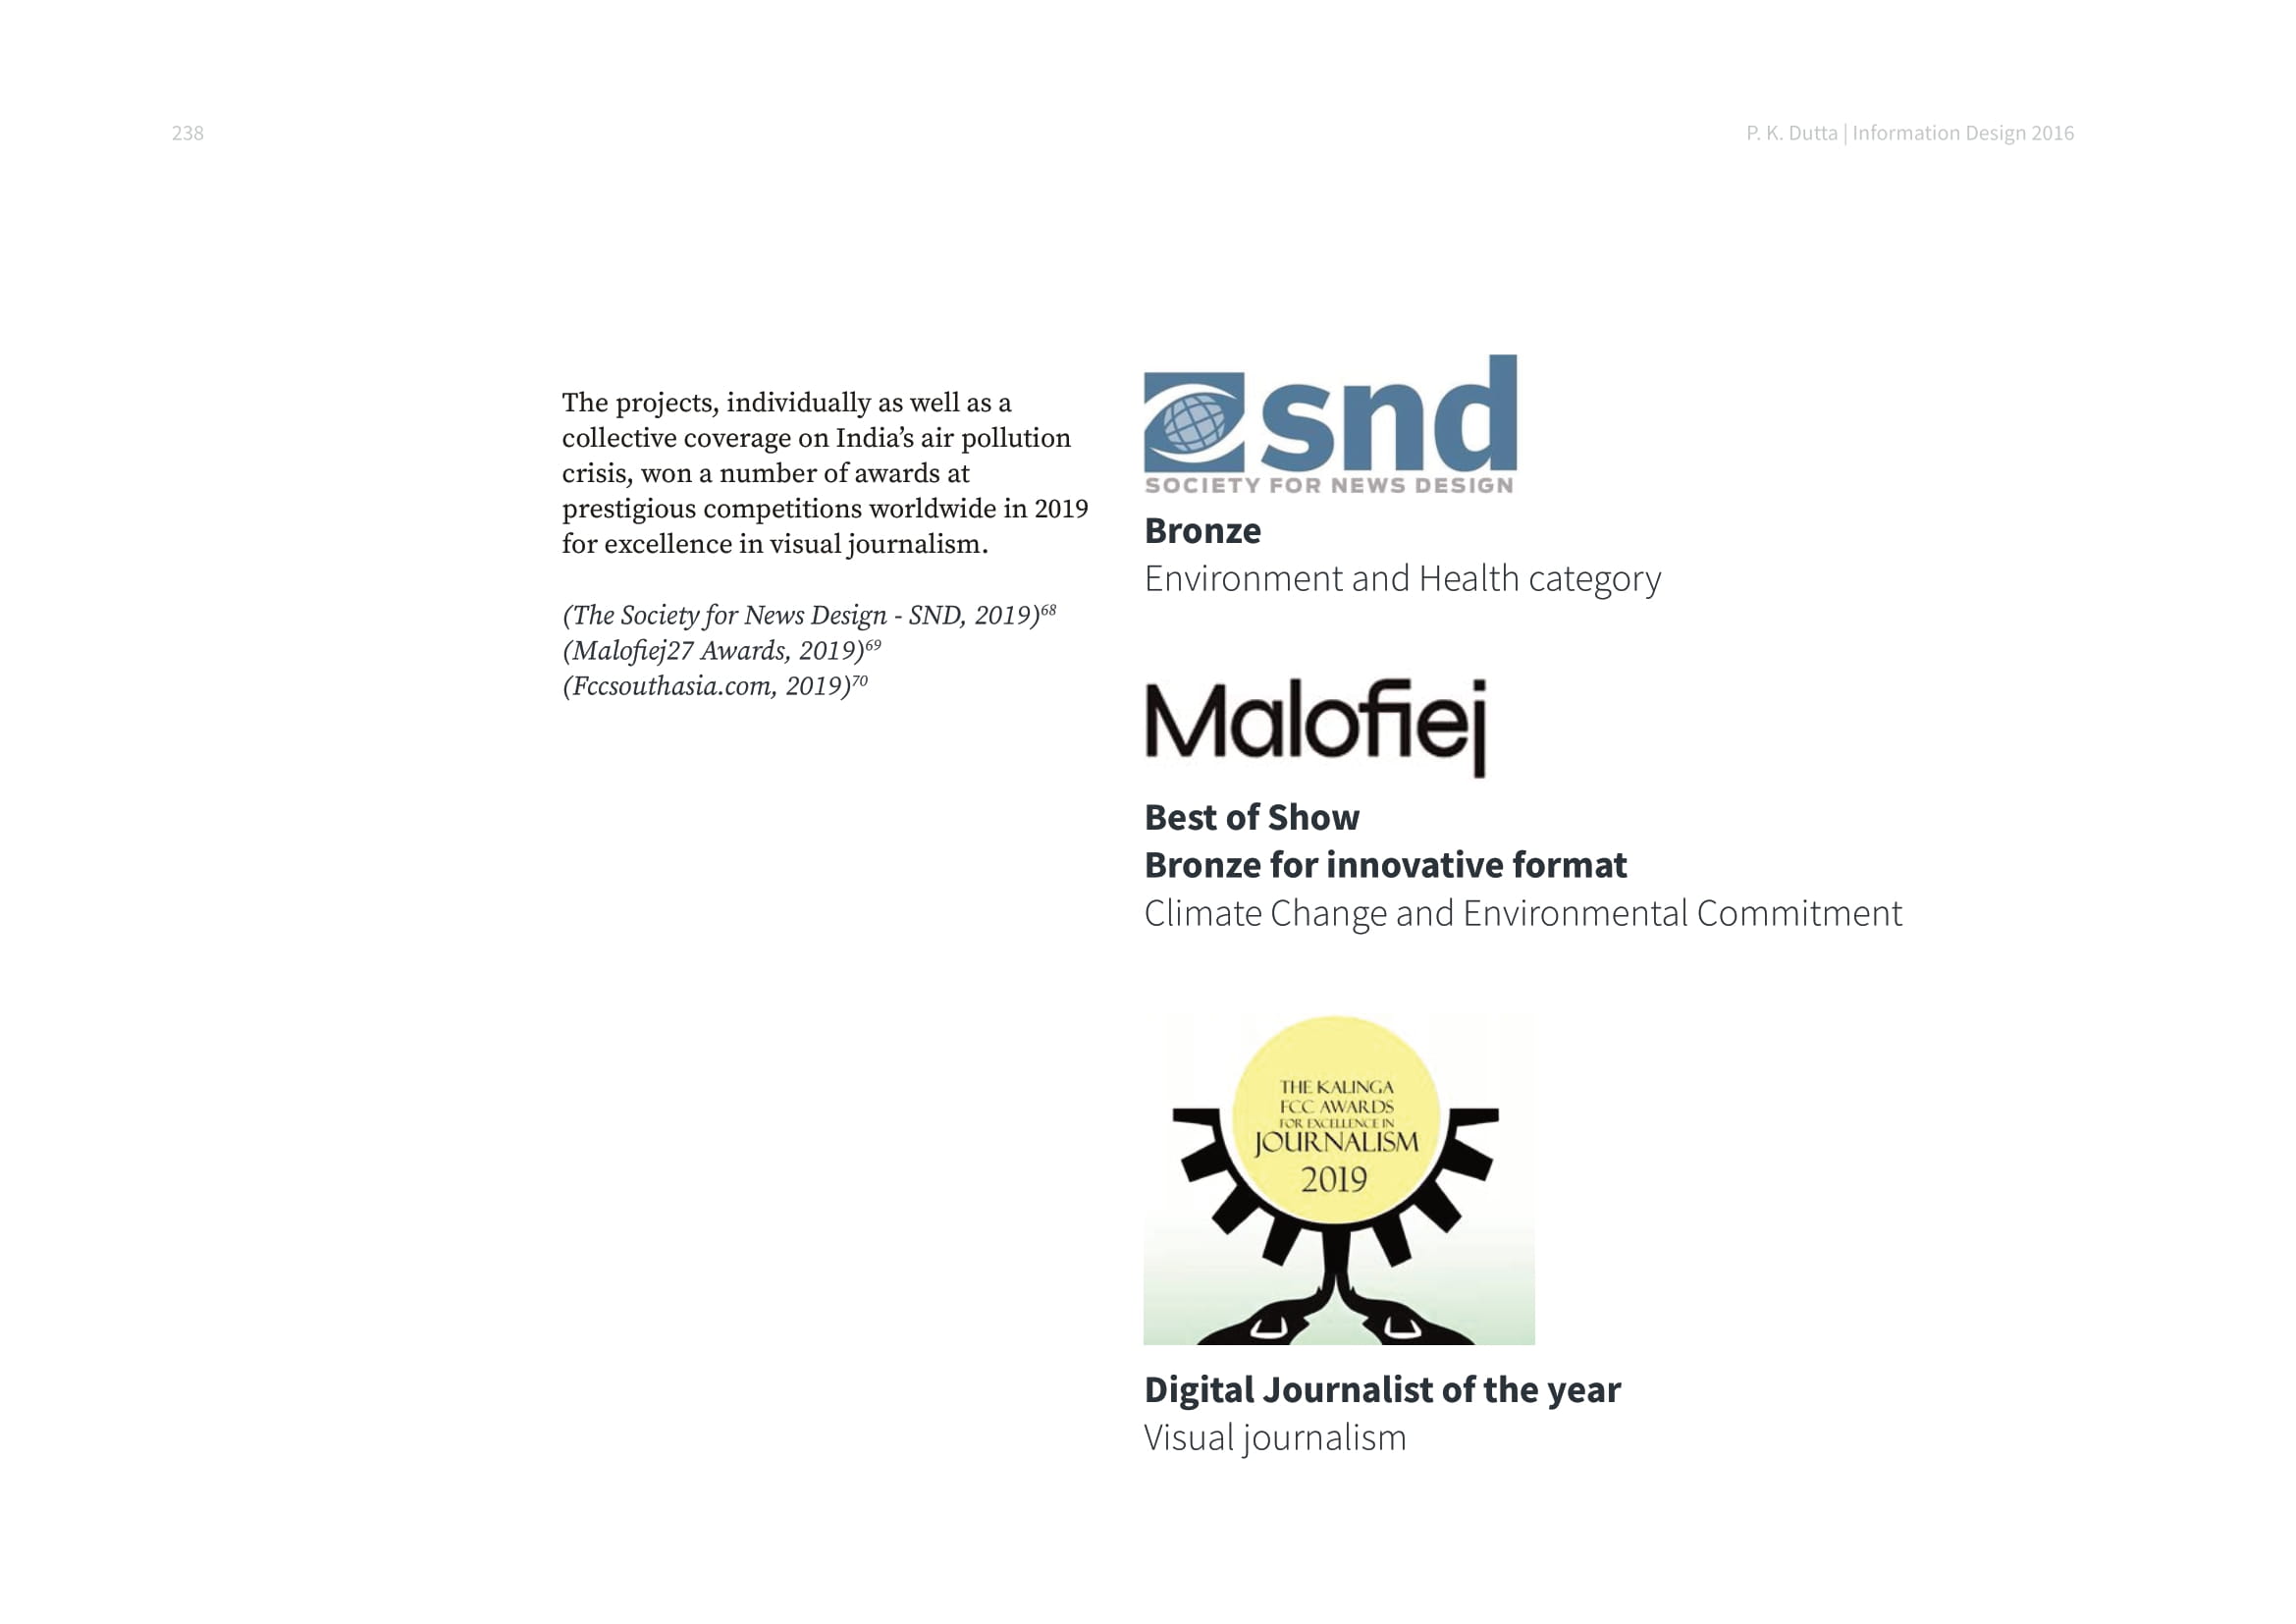 238
P. K. Dutta | Information Design 2016
The projects, individually as well as a
collective coverage on India’s air pollution
crisis, won a number of awards at
prestigious competitions worldwide in 2019
for excellence in visual journalism.
(The Society for News Design - SND, 2019)68
(Malofiej27 Awards, 2019)69
(Fccsouthasia.com, 2019)70
snd
SOCIETY FOR NEWS DESIGN
Bronze
Environment and Health category
Malofiej
Best of Show
Bronze for innovative format
Climate Change and Environmental Commitment
THE KALINGA
FCC AWARDS
FOR EXCELLENCE IN
JOURNALISM
2019
Digital Journalist of the year
Visual journalism